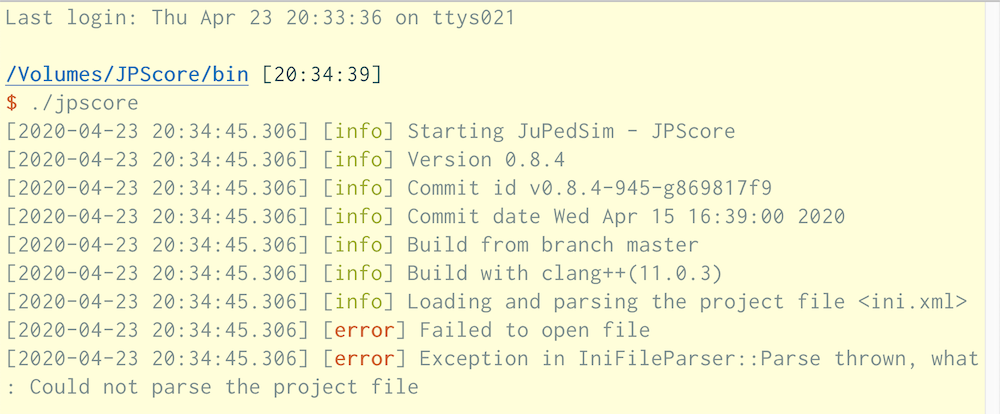 Last login: Thu Apr 23 20:33:36 on ttys021
/Volumes/JPScore/bin [20:34:39]
$ ./jpscore
[2020-04-23 20:34:45.306] [info] Starting JuPedSim - JPScore
[2020-04-23 20:34:45.306] [info] Version 0.8.4
[2020-04-23 20:34:45.306] [info] Commit id v0.8.4-945-g869817f9
[2020-04-23 20:34:45.306] [info] Commit date Wed Apr 15 16:39:00 2020
[2020-04-23 20:34:45.306] [info] Build from branch master
[2020-04-23 20:34:45.306] [info] Build with clang++(11.0.3)
[2020-04-23 20:34:45.306] [info] Loading and parsing the project file <ini.xml>
[2020-04-23 20:34:45.306] [error] Failed to open file
[2020-04-23 20:34:45.306] [error] Exception in IniFileParser::Parse thrown, what
: Could not parse the project file